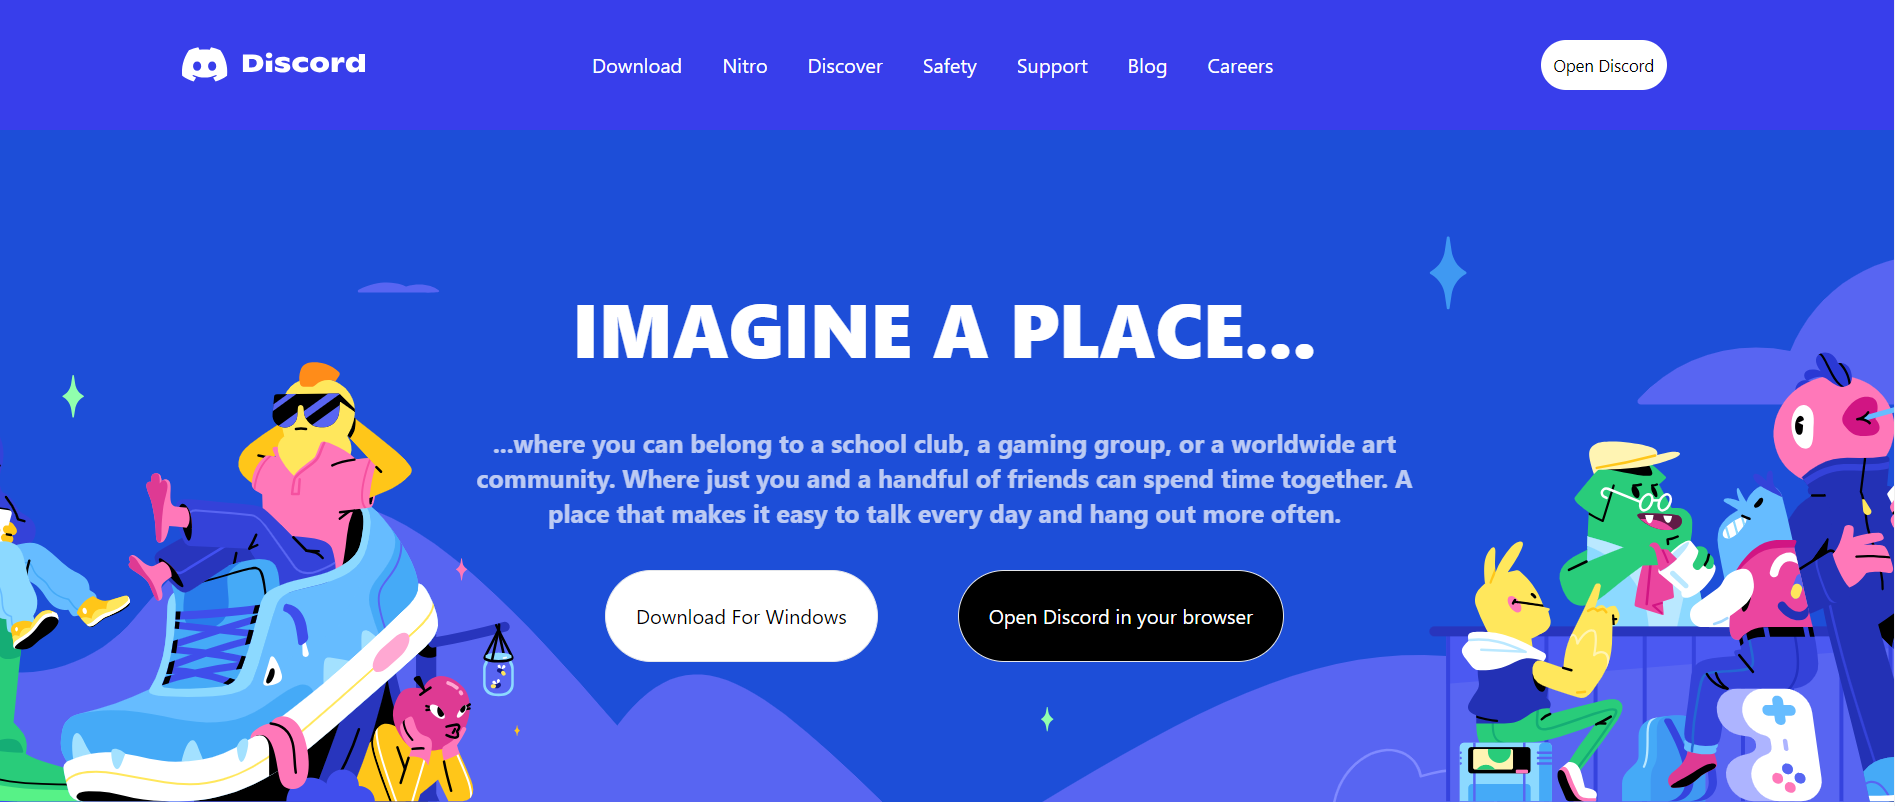 Discord
Download Nitro Discover Safety Support Blog Careers
Open Discord
IMAGINE A PLACE...
...where you can belong to a school club, a gaming group, or a worldwide art
community. Where just you and a handful of friends can spend time together. A
place that makes it easy to talk every day and hang out more often.
Download For Windows
Open Discord in your browser